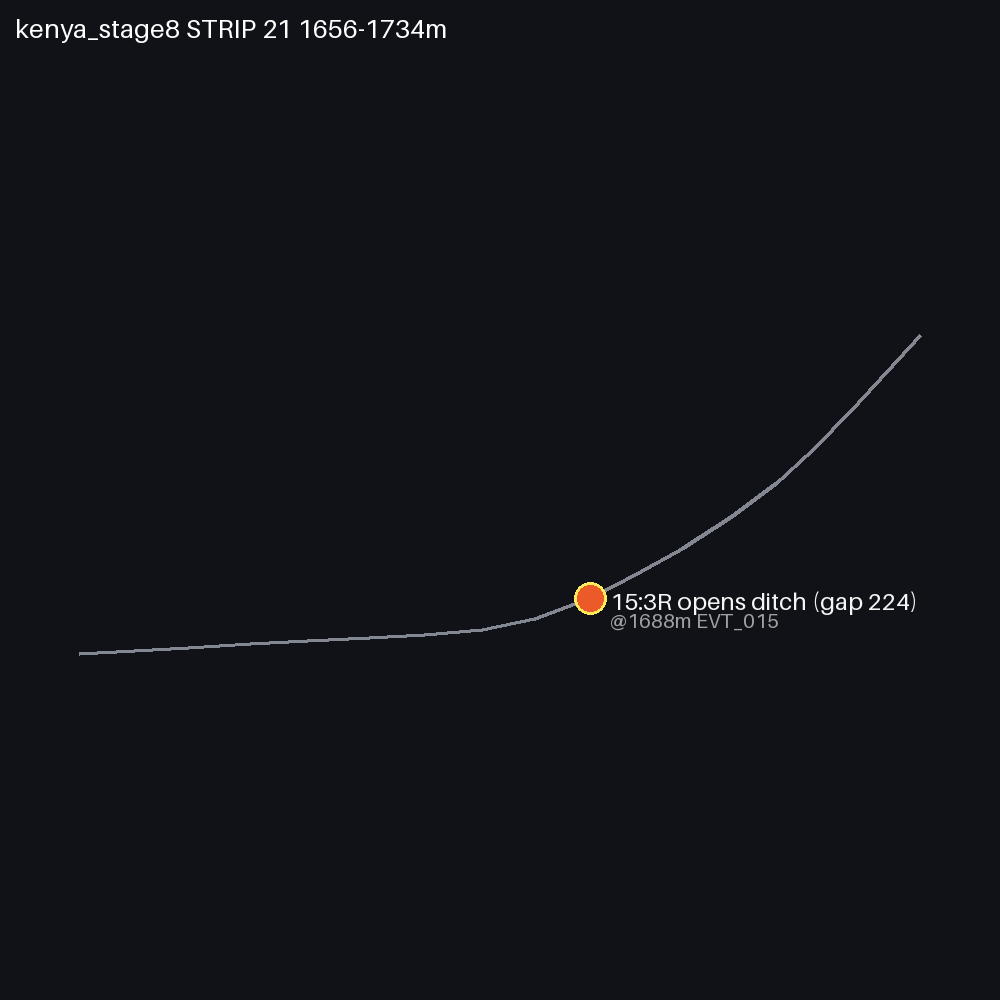 kenya_stage8 STRIP 21 1656-1734m
15:3R opens ditch (gap 224)
@1688m EVT_015